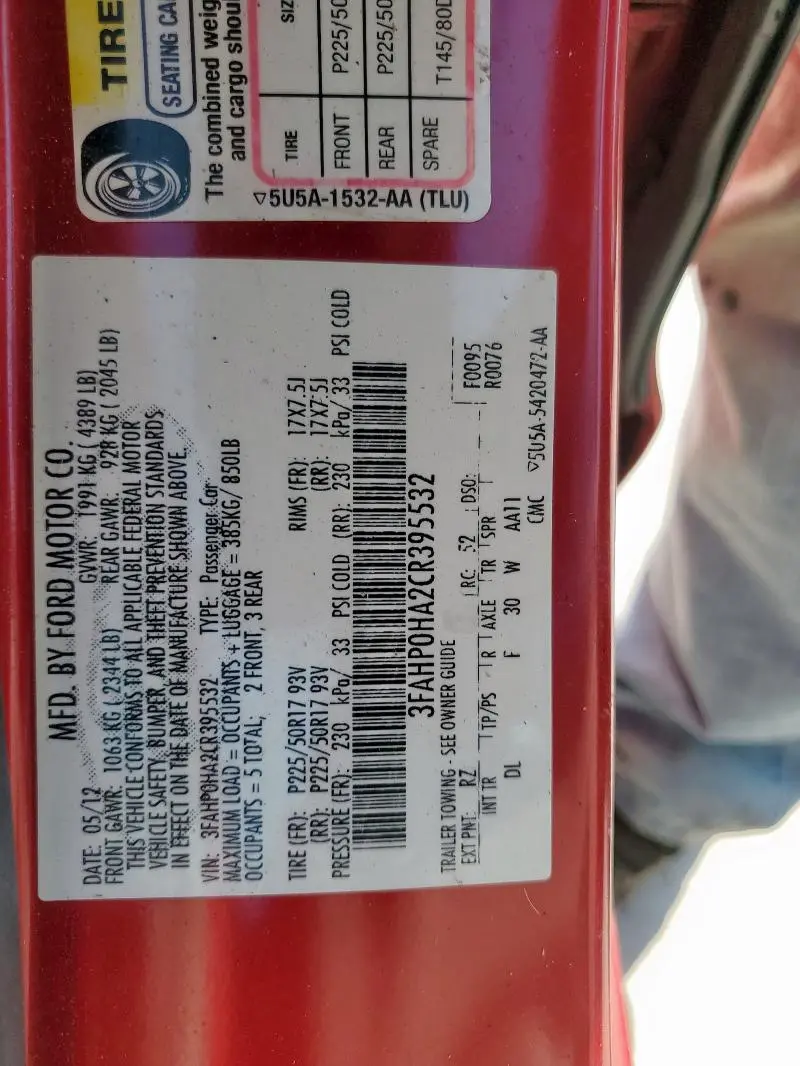 MFD. BY FORD MOTOR CO.
DATE: 05/12 GVWR: 1991 KG ( 4389 LB)
FRONT GAWR: 1063 KG ( 2344 LB) REAR GAWR: 928 KG ( 2045 LB)
THIS VEHICLE CONFORMS TO ALL APPLICABLE FEDERAL MOTOR
VEHICLE SAFETY, BUMPER, AND THEFT PREVENTION STANDARDS
IN EFFECT ON THE DATE OF MANUFACTURE SHOWN ABOVE.
VIN: 3FAHP0HA2CR395532 TYPE: Passenger Car
MAXIMUM LOAD = OCCUPANTS + LUGGAGE = 385KG/ 850LB
OCCUPANTS = 5 TOTAL; 2 FRONT, 3 REAR
TIRE (FR): P225/50R17 93V RIMS (FR): 17X7.5J
(RR): P225/50R17 93V (RR): 17X7.5J
PRESSURE (FR): 230 kPa/ 33 PSI COLD (RR): 230 kPa/ 33 PSI COLD
3FAHP0HA2CR395532
TRAILER TOWING - SEE OWNER GUIDE
EXT PNT: RZ RC: 52 DSO: F0095
INT TR TP/PS R AXLE TR SPR R0076
DL F 30 W AA11
CMC ▽5U5A-5420472-AA
TIRE
SEATING CA
The combined weig
and cargo shou
TIRE SIZ
FRONT P225/50
REAR P225/50
SPARE T145/80D
▽5U5A-1532-AA (TLU)